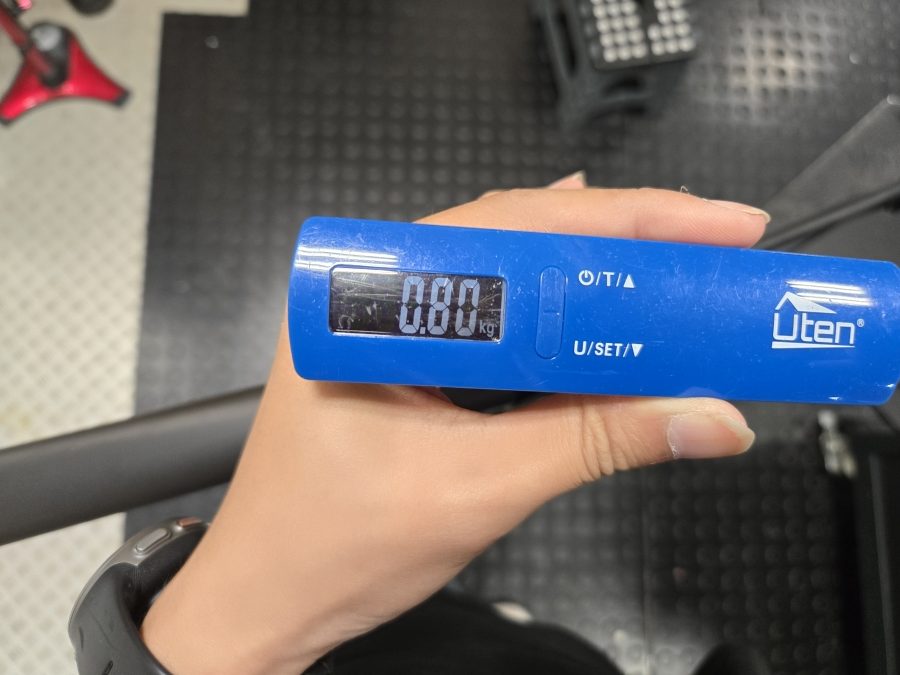 0.80 kg
⏻/T/▲
U/SET/▼
Uten®